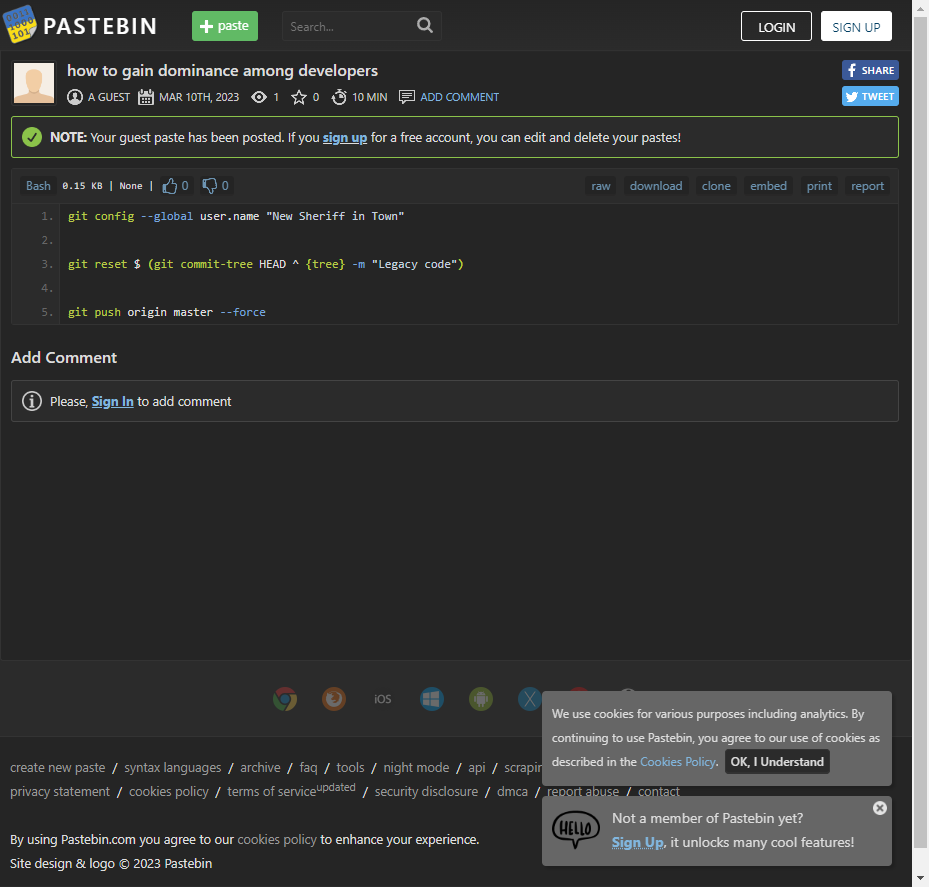 PASTEBIN
+ paste
Search...
LOGIN
SIGN UP
how to gain dominance among developers
A GUEST MAR 10TH, 2023 1 0 10 MIN ADD COMMENT
SHARE
TWEET
NOTE: Your guest paste has been posted. If you sign up for a free account, you can edit and delete your pastes!
Bash 0.15 KB | None | 0 0
raw download clone embed print report
1. git config --global user.name "New Sheriff in Town"
2.
3. git reset $ (git commit-tree HEAD ^ {tree} -m "Legacy code")
4.
5. git push origin master --force
Add Comment
Please, Sign In to add comment
iOS
We use cookies for various purposes including analytics. By
continuing to use Pastebin, you agree to our use of cookies as
described in the Cookies Policy. OK, I Understand
create new paste / syntax languages / archive / faq / tools / night mode / api /
privacy statement / cookies policy / terms of service updated / security disclosure / dmca / report abuse / contact
HELLO
Not a member of Pastebin yet?
Sign Up, it unlocks many cool features!
By using Pastebin.com you agree to our cookies policy to enhance your experience.
Site design & logo © 2023 Pastebin